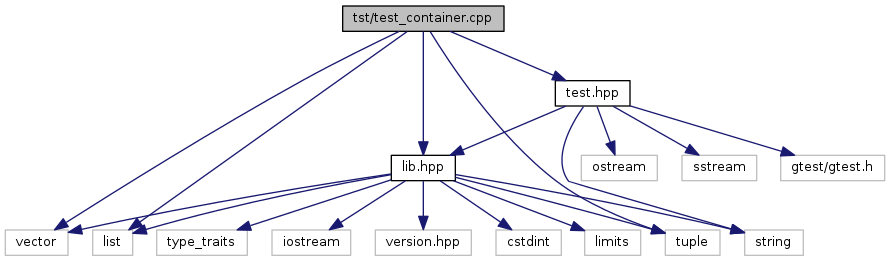 tst/test_container.cpp
test.hpp
ostream
sstream
gtest/gtest.h
lib.hpp
vector
list
type_traits
iostream
version.hpp
cstdint
limits
tuple
string